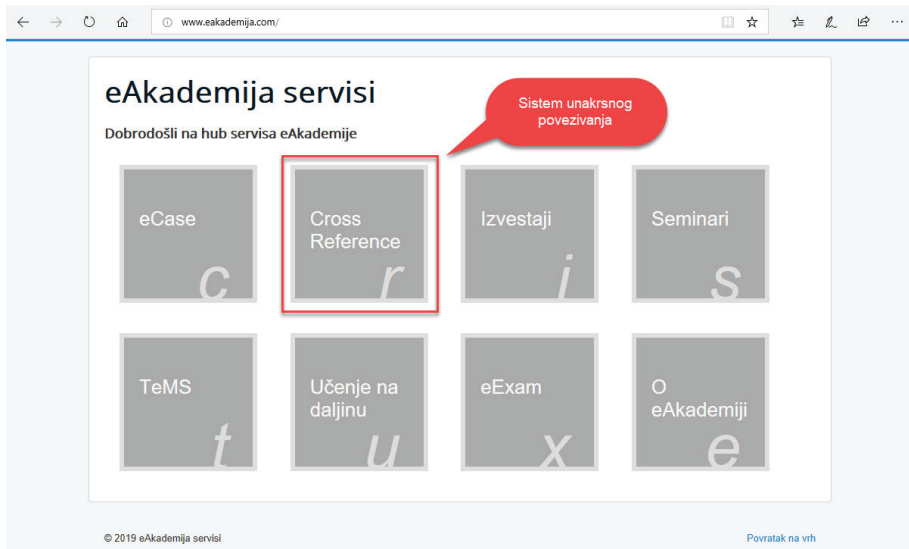 www.eakademija.com/
eAkademija servisi
Dobrodošli na hub servisa eAkademije
Sistem unakrsnog
povezivanja
eCase
c
Cross
Reference
r
Izvestaji
i
Seminari
s
TeMS
t
Učenje na
daljinu
u
eExam
x
O
eAkademiji
e
© 2019 eAkademija servisi
Povratak na vrh